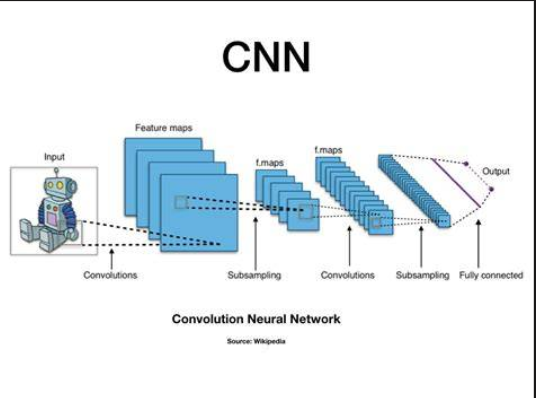 CNN
Feature maps
Input
f.maps
f.maps
Output
Convolutions
Subsampling
Convolutions
Subsampling
Fully connected
Convolution Neural Network
Source: Wikipedia